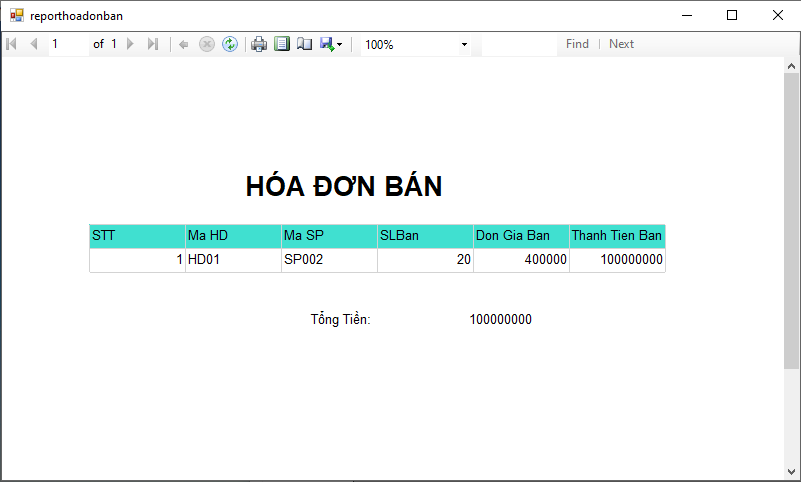 reporthoadonban
1 of 1 100% Find Next
HÓA ĐƠN BÁN
STT Ma HD Ma SP SLBan Don Gia Ban Thanh Tien Ban
1 HD01 SP002 20 400000 100000000
Tổng Tiền: 100000000